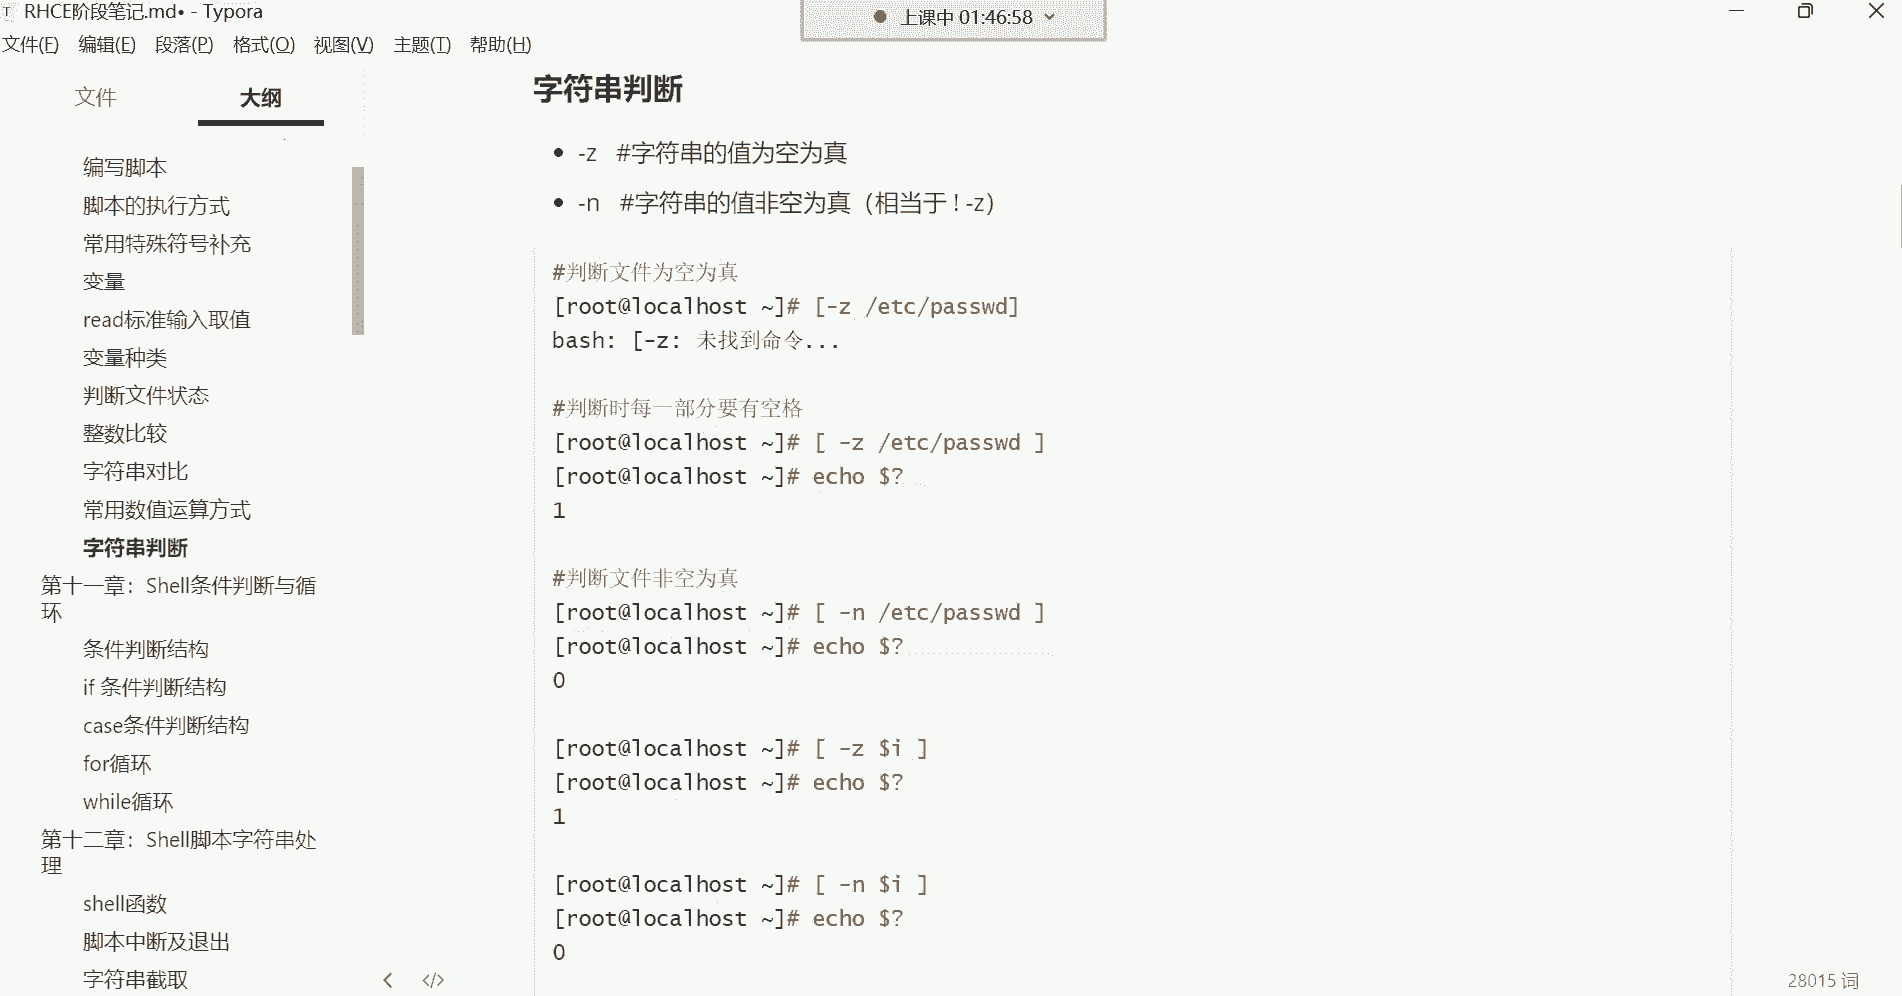 RHCE阶段笔记.md• - Typora
上课中 01:46:58
文件(F) 编辑(E) 段落(P) 格式(O) 视图(V) 主题(T) 帮助(H)
文件 大纲
编写脚本
脚本的执行方式
常用特殊符号补充
变量
read标准输入取值
变量种类
判断文件状态
整数比较
字符串对比
常用数值运算方式
字符串判断
第十一章：Shell条件判断与循
环
条件判断结构
if 条件判断结构
case条件判断结构
for循环
while循环
第十二章：Shell脚本字符串处
理
shell函数
脚本中断及退出
字符串截取
字符串判断
• -z #字符串的值为空为真
• -n #字符串的值非空为真（相当于 ! -z）
#判断文件为空为真
[root@localhost ~]# [-z /etc/passwd]
bash: [-z: 未找到命令...
#判断时每一部分要有空格
[root@localhost ~]# [ -z /etc/passwd ]
[root@localhost ~]# echo $?
1
#判断文件非空为真
[root@localhost ~]# [ -n /etc/passwd ]
[root@localhost ~]# echo $?
0
[root@localhost ~]# [ -z $i ]
[root@localhost ~]# echo $?
1
[root@localhost ~]# [ -n $i ]
[root@localhost ~]# echo $?
0
28015 词